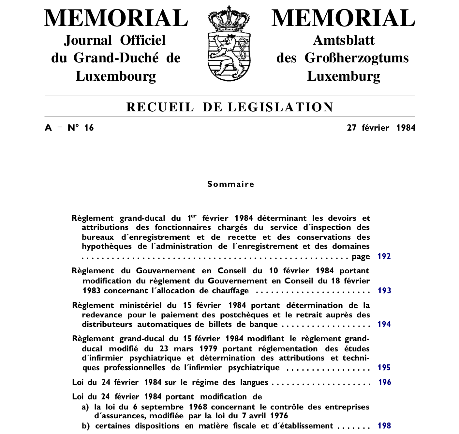 MEMORIAL
Journal Officiel
du Grand-Duché de
Luxembourg
MEMORIAL
Amtsblatt
des Großherzogtums
Luxemburg
RECUEIL DE LEGISLATION
A – N° 16
27 février 1984
Sommaire
Règlement grand-ducal du 1er février 1984 déterminant les devoirs et
attributions des fonctionnaires chargés du service d'inspection des
bureaux d'enregistrement et de recette et des conservations des
hypothèques de l'administration de l'enregistrement et des domaines
. . . . . . . . . . . . . . . . . . . . . . . . . . . . . . . . . . . . . . . . page 192
Règlement du Gouvernement en Conseil du 10 février 1984 portant
modification du règlement du Gouvernement en Conseil du 18 février
1983 concernant l'allocation de chauffage . . . . . . . . . . . . . . . . 193
Règlement ministériel du 15 février 1984 portant détermination de la
redevance pour le paiement des postchèques et le retrait auprès des
distributeurs automatiques de billets de banque . . . . . . . . . . . . 194
Règlement grand-ducal du 15 février 1984 modifiant le règlement grand-
ducal modifié du 23 mars 1979 portant réglementation des études
d'infirmier psychiatrique et détermination des attributions et techni-
ques professionnelles de l'infirmier psychiatrique . . . . . . . . . . . 195
Loi du 24 février 1984 sur le régime des langues . . . . . . . . . . . . 196
Loi du 24 février 1984 portant modification de
a) la loi du 6 septembre 1968 concernant le contrôle des entreprises
d'assurances, modifiée par la loi du 7 avril 1976
b) certaines dispositions en matière fiscale et d'établissement . . . . 198